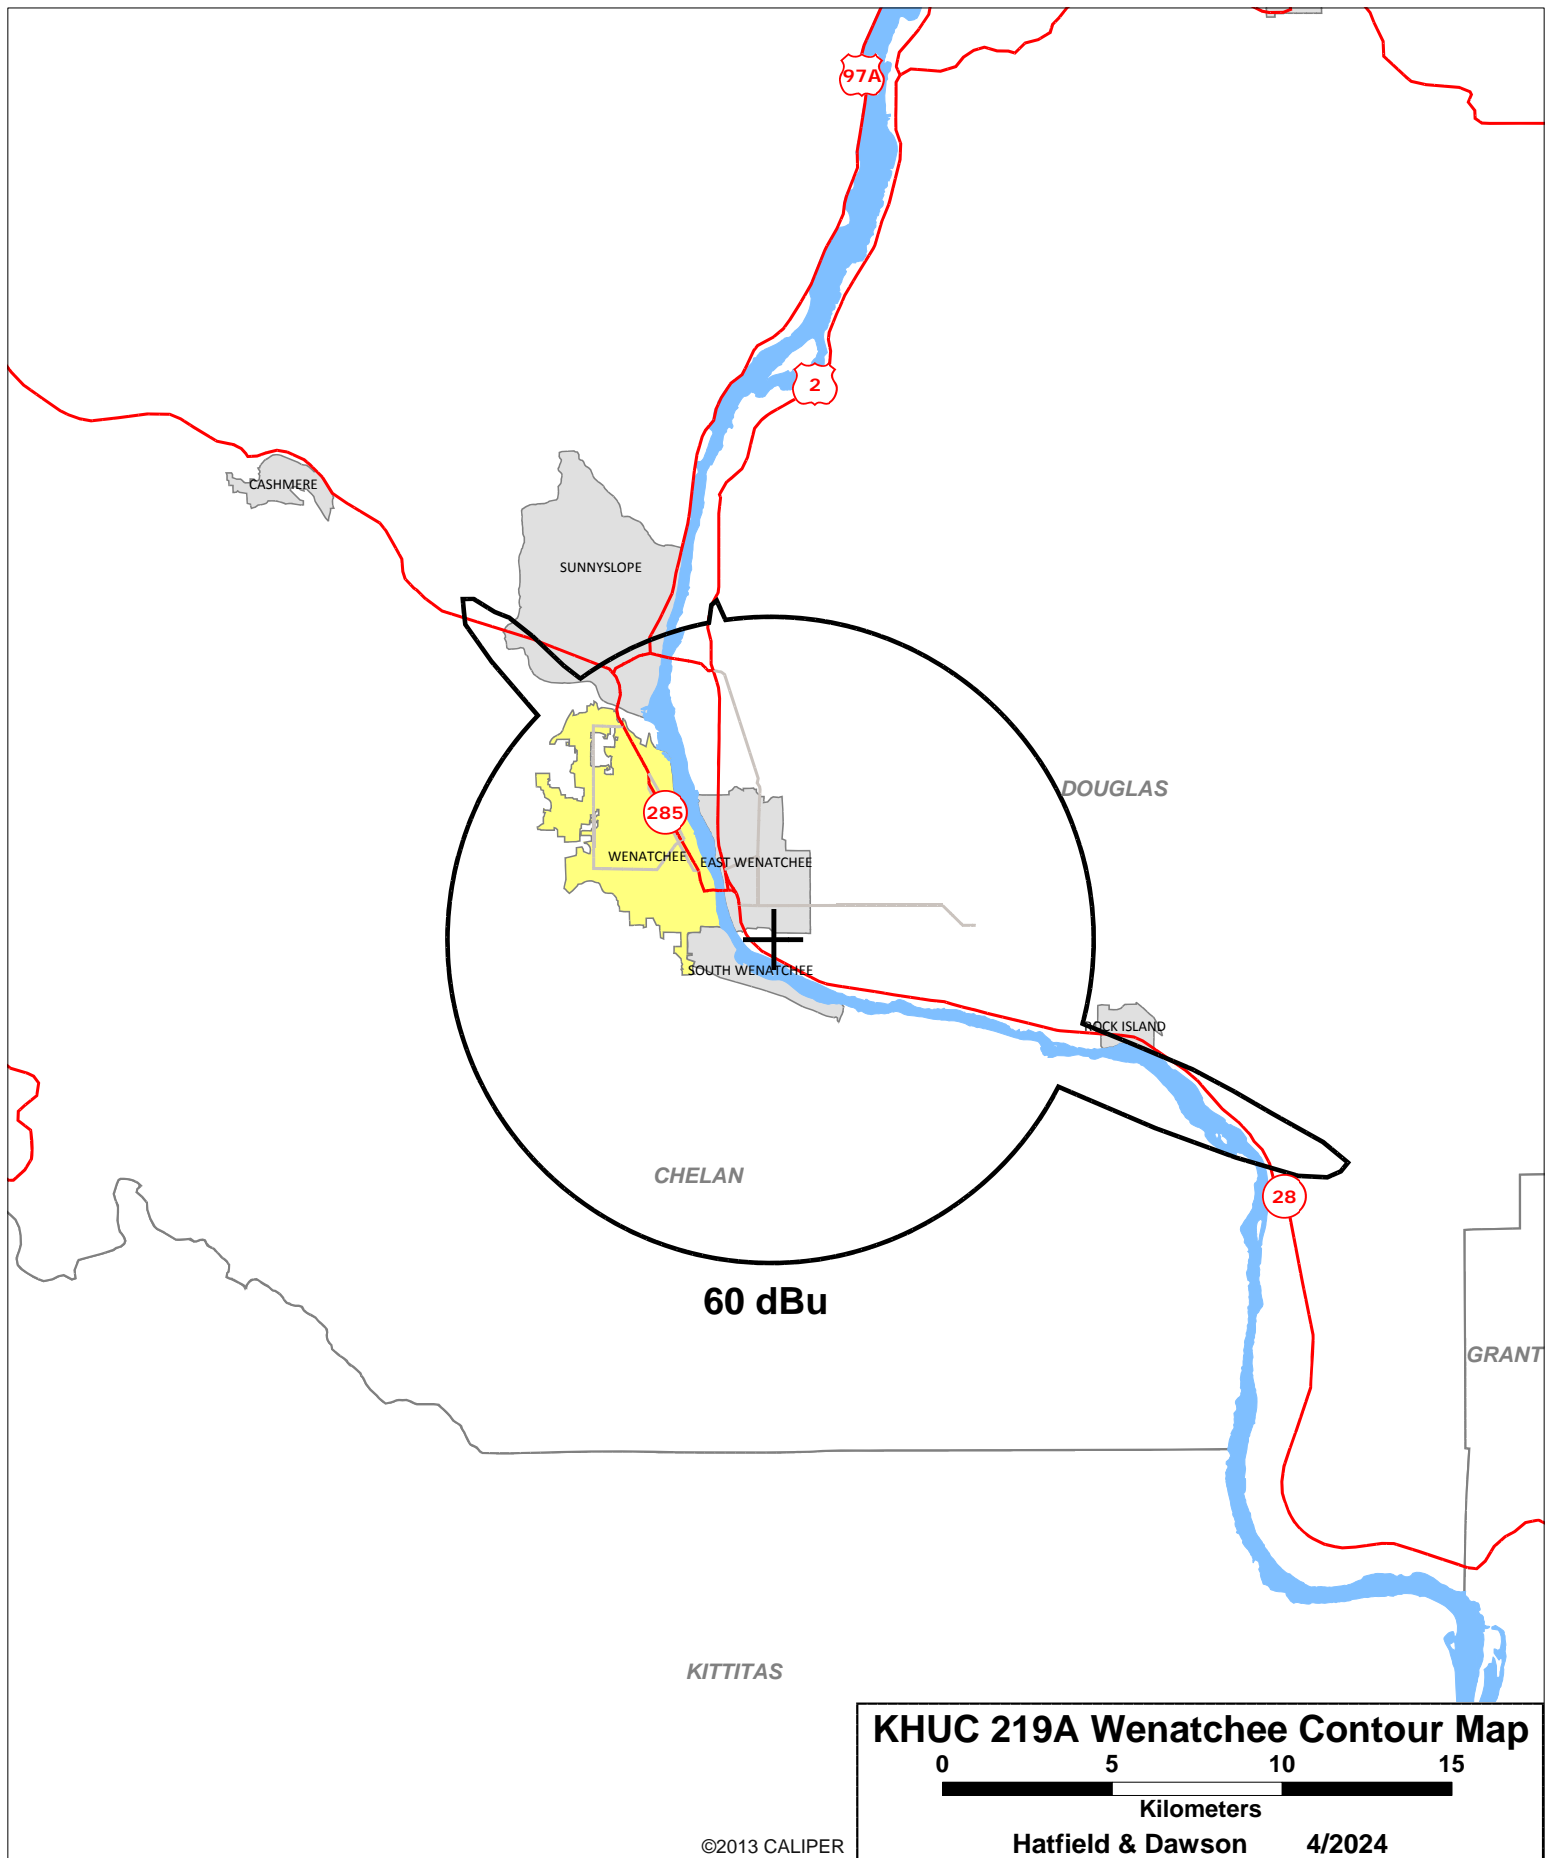 97A
2
CASHMERE
SUNNYSLOPE
DOUGLAS
285
WENATCHEE
EAST WENATCHEE
SOUTH WENATCHEE
ROCK ISLAND
CHELAN
28
60 dBu
GRANT
KITTITAS
KHUC 219A Wenatchee Contour Map
0 5 10 15
Kilometers
©2013 CALIPER
Hatfield & Dawson 4/2024